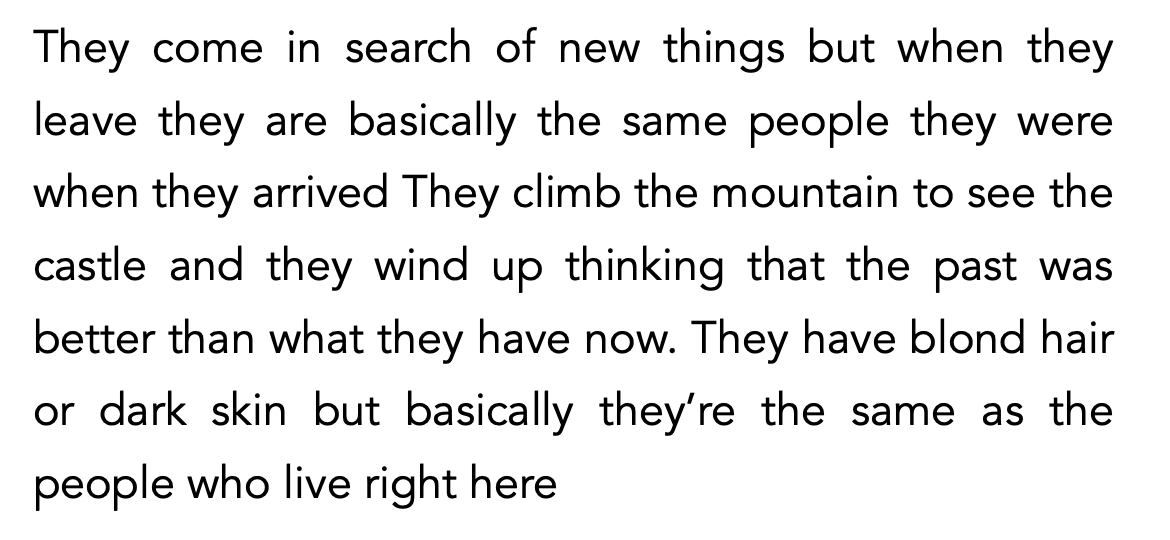 They come in search of new things but when they
leave they are basically the same people they were
when they arrived They climb the mountain to see the
castle and they wind up thinking that the past was
better than what they have now. They have blond hair
or dark skin but basically they’re the same as the
people who live right here